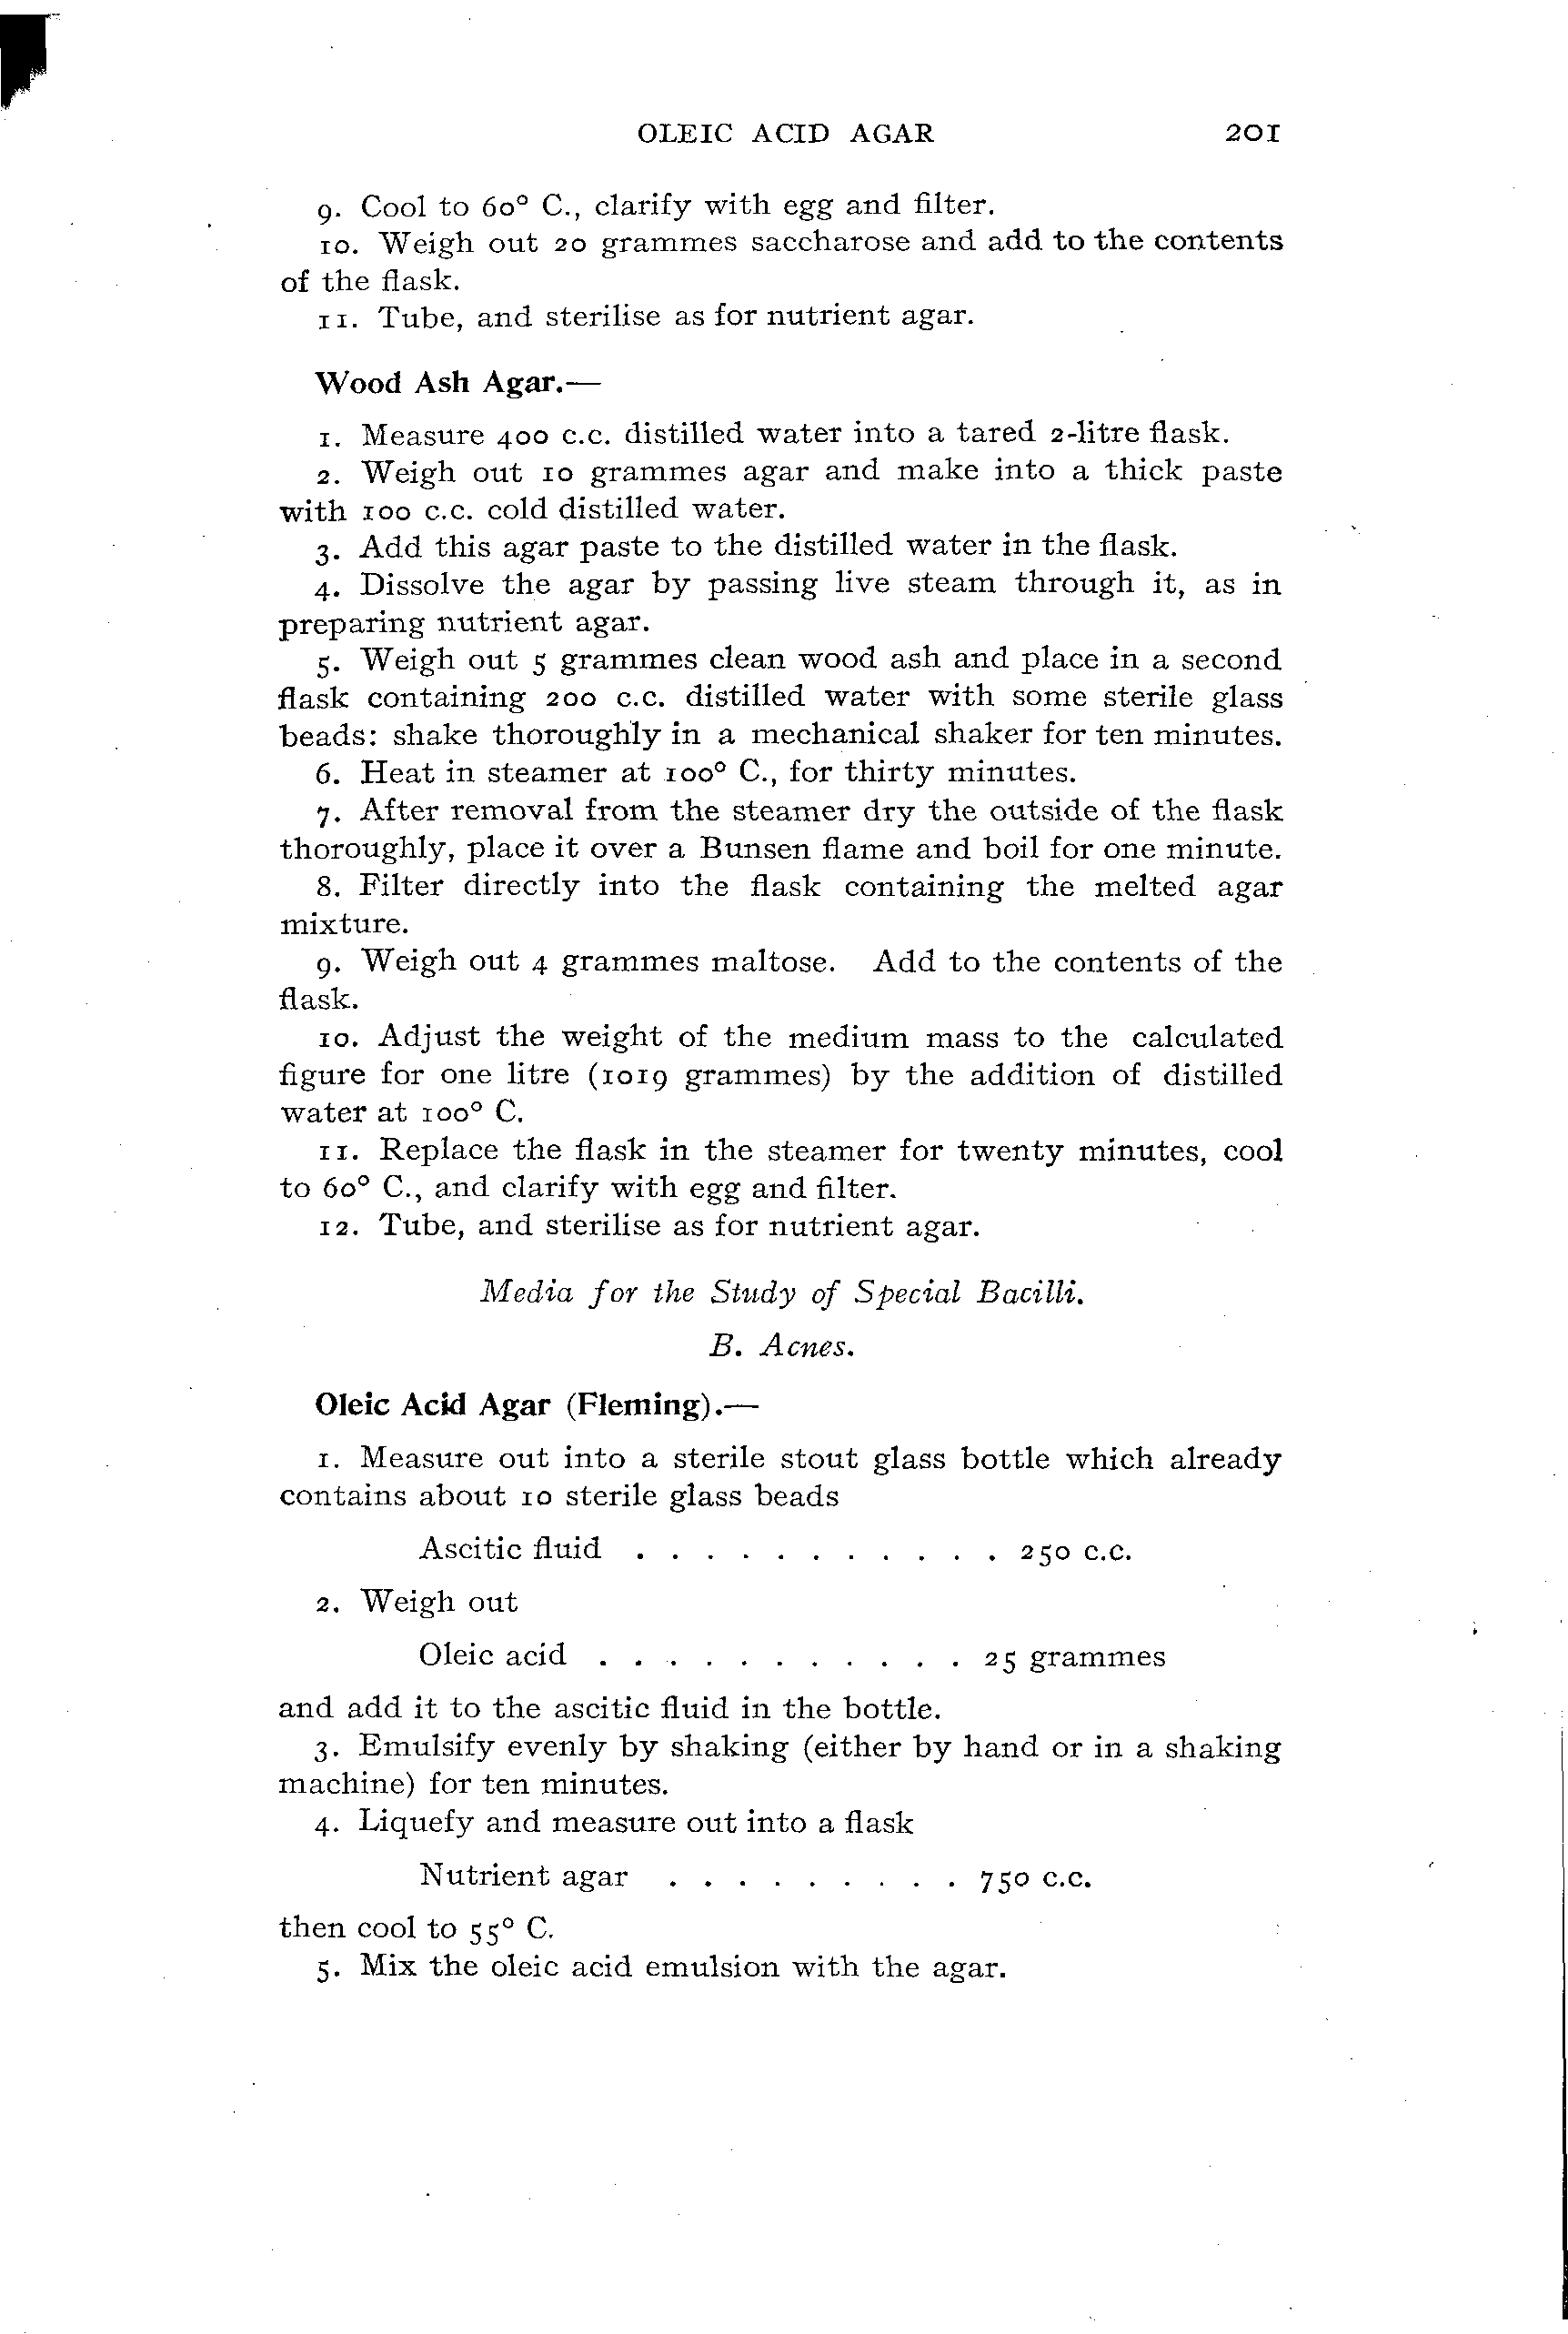 OLEIC ACID AGAR 201
9. Cool to 60° C., clarify with egg and filter.
10. Weigh out 20 grammes saccharose and add to the contents
of the flask.
11. Tube, and sterilise as for nutrient agar.
Wood Ash Agar.—
1. Measure 400 c.c. distilled water into a tared 2-litre flask.
2. Weigh out 10 grammes agar and make into a thick paste
with 100 c.c. cold distilled water.
3. Add this agar paste to the distilled water in the flask.
4. Dissolve the agar by passing live steam through it, as in
preparing nutrient agar.
5. Weigh out 5 grammes clean wood ash and place in a second
flask containing 200 c.c. distilled water with some sterile glass
beads: shake thoroughly in a mechanical shaker for ten minutes.
6. Heat in steamer at 100° C., for thirty minutes.
7. After removal from the steamer dry the outside of the flask
thoroughly, place it over a Bunsen flame and boil for one minute.
8. Filter directly into the flask containing the melted agar
mixture.
9. Weigh out 4 grammes maltose. Add to the contents of the
flask.
10. Adjust the weight of the medium mass to the calculated
figure for one litre (1019 grammes) by the addition of distilled
water at 100° C.
11. Replace the flask in the steamer for twenty minutes, cool
to 60° C., and clarify with egg and filter.
12. Tube, and sterilise as for nutrient agar.
Media for the Study of Special Bacilli.
B. Acnes.
Oleic Acid Agar (Fleming).—
1. Measure out into a sterile stout glass bottle which already
contains about 10 sterile glass beads
Ascitic fluid . . . . . . . . . . . 250 c.c.
2. Weigh out
Oleic acid . . . . . . . . . . . 25 grammes
and add it to the ascitic fluid in the bottle.
3. Emulsify evenly by shaking (either by hand or in a shaking
machine) for ten minutes.
4. Liquefy and measure out into a flask
Nutrient agar . . . . . . . . . 750 c.c.
then cool to 55° C.
5. Mix the oleic acid emulsion with the agar.